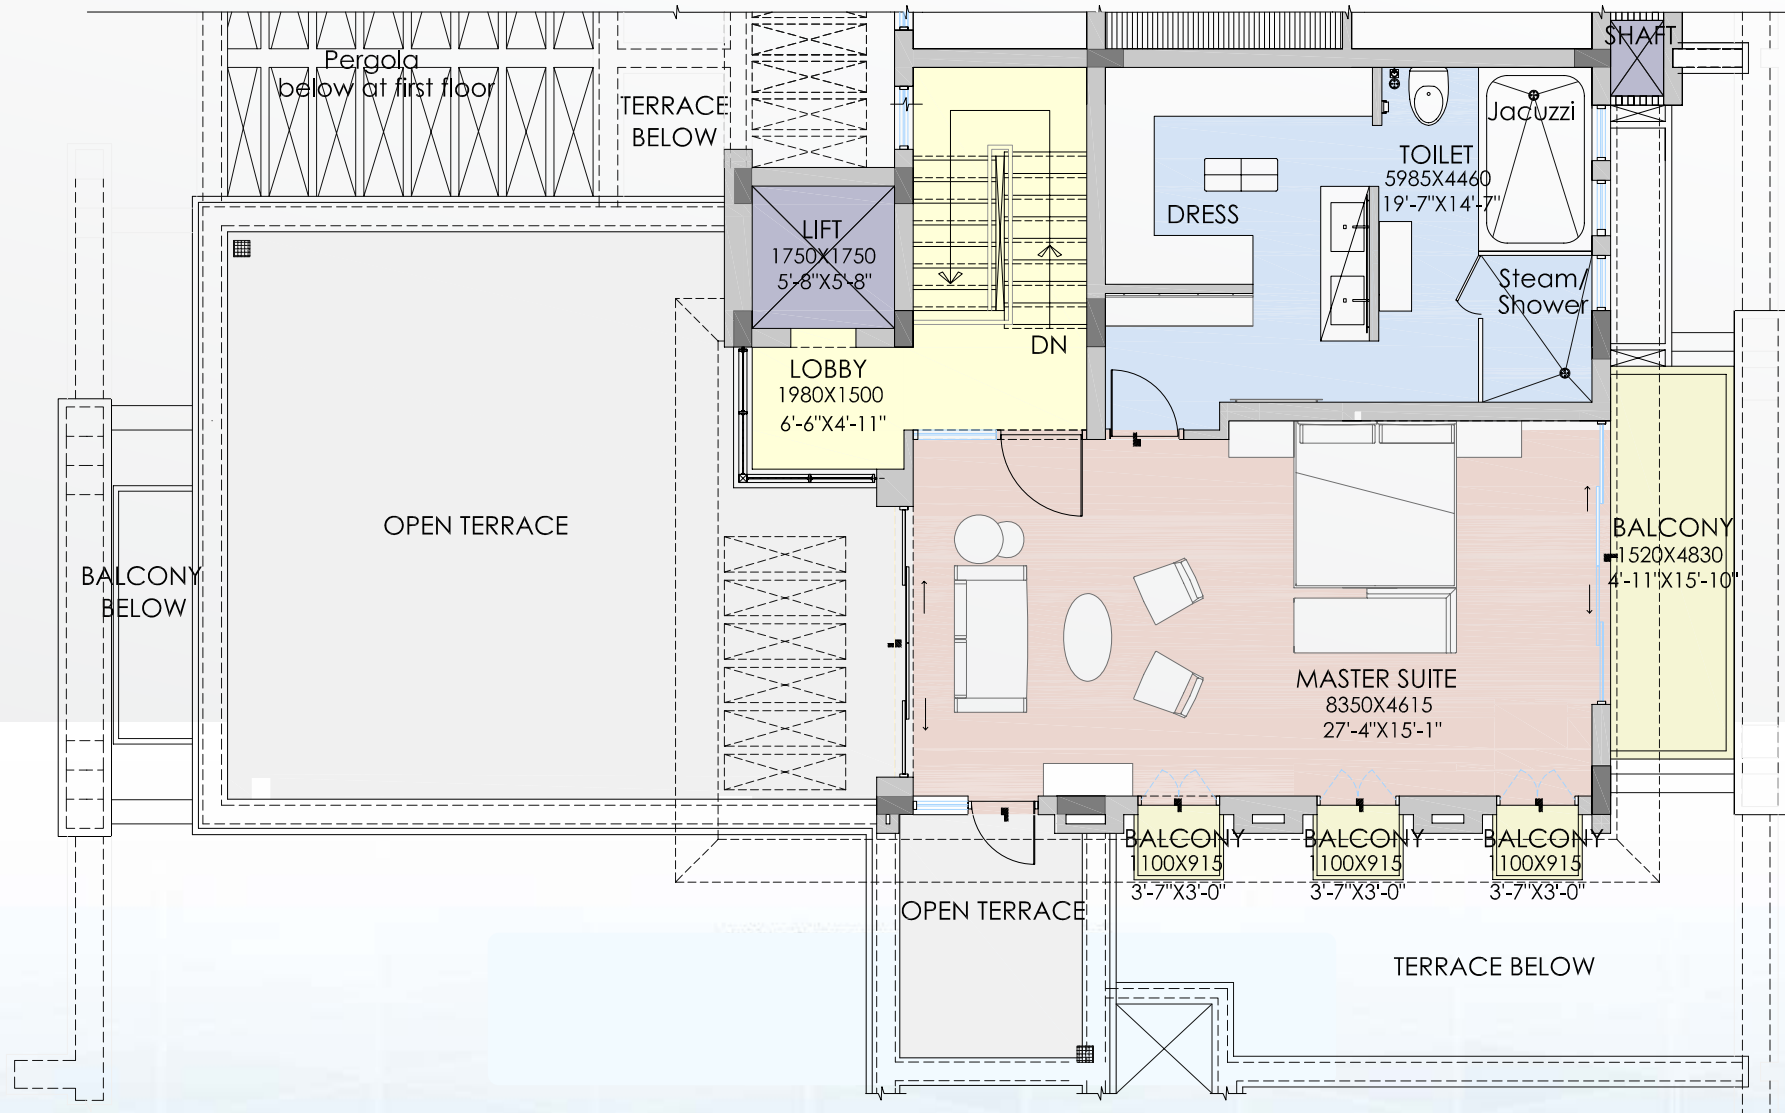 SHAFT
Pergola
below at first floor
TERRACE
BELOW
Jacuzzi
TOILET
5985X4460
19'-7"X14'-7"
DRESS
LIFT
1750X1750
5'-8"X5'-8"
Steam/
Shower
DN
LOBBY
1980X1500
6'-6"X4'-11"
OPEN TERRACE
BALCONY
1520X4830
4'-11"X15'-10"
BALCONY
BELOW
MASTER SUITE
8350X4615
27'-4"X15'-1"
BALCONY
1100X915
3'-7"X3'-0"
BALCONY
1100X915
3'-7"X3'-0"
BALCONY
1100X915
3'-7"X3'-0"
OPEN TERRACE
TERRACE BELOW